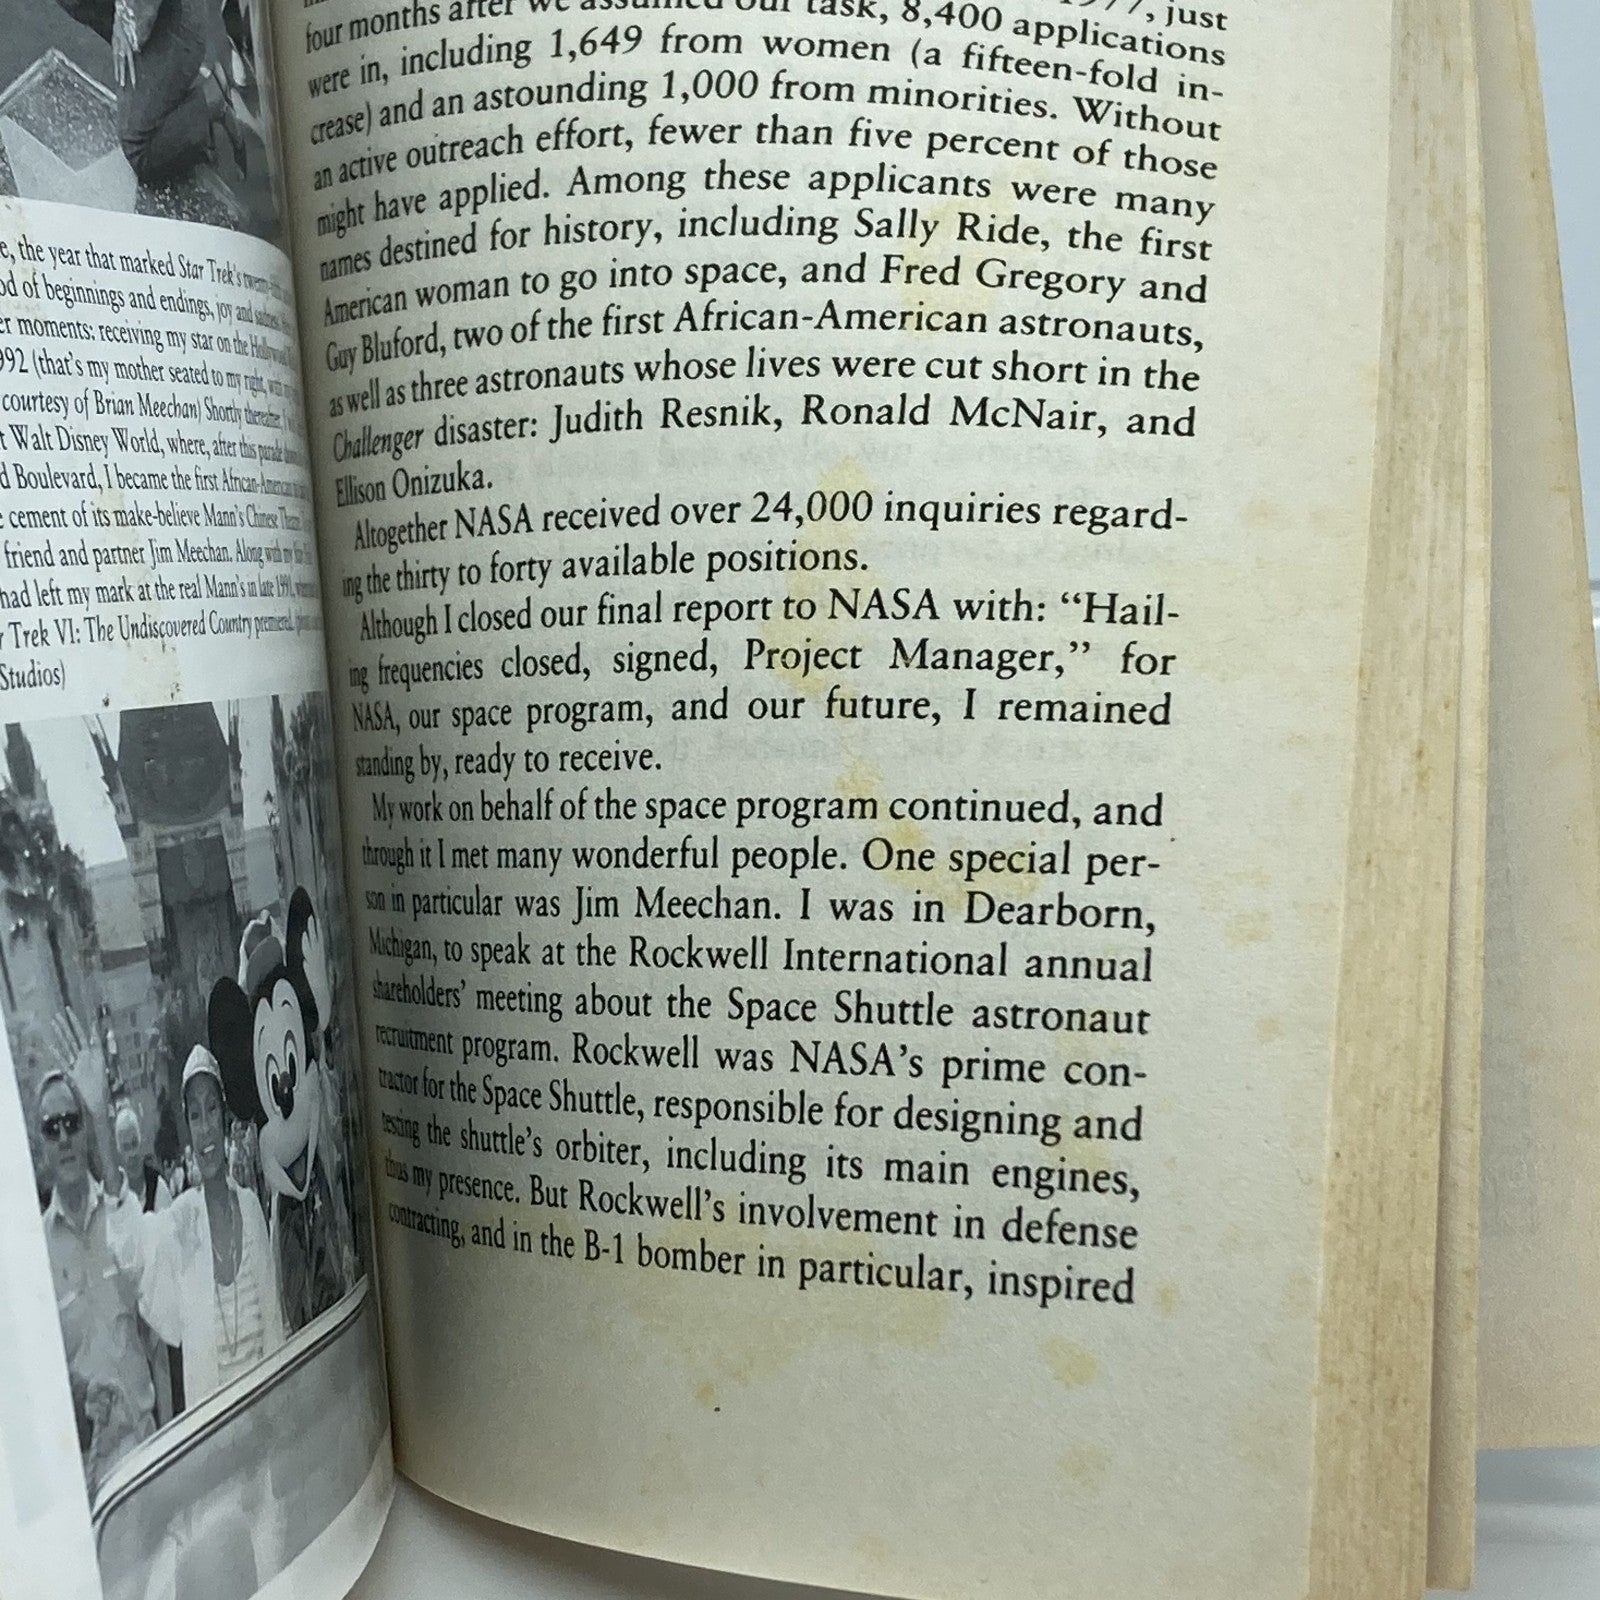 e, the year that marked Star Trek's
od of beginnings and endings, joy and
er moments: receiving my star on the
992 (that's my mother seated to my right, with
courtesy of Brian Meechan) Shortly thereafter, I
t Walt Disney World, where, after this parade
d Boulevard, I became the first African-American
e cement of its make-believe Mann's Chinese
friend and partner Jim Meechan. Along with my
had left my mark at the real Mann's in late 1991,
r Trek VI: The Undiscovered Country premiered.
Studios)
1977, just
four months after we assumed our task, 8,400 applications
were in, including 1,649 from women (a fifteen-fold in-
crease) and an astounding 1,000 from minorities. Without
an active outreach effort, fewer than five percent of those
might have applied. Among these applicants were many
names destined for history, including Sally Ride, the first
American woman to go into space, and Fred Gregory and
Guy Bluford, two of the first African-American astronauts,
as well as three astronauts whose lives were cut short in the
Challenger disaster: Judith Resnik, Ronald McNair, and
Ellison Onizuka.
Altogether NASA received over 24,000 inquiries regard-
ing the thirty to forty available positions.
Although I closed our final report to NASA with: "Hail-
ing frequencies closed, signed, Project Manager," for
NASA, our space program, and our future, I remained
standing by, ready to receive.
My work on behalf of the space program continued, and
through it I met many wonderful people. One special per-
son in particular was Jim Meechan. I was in Dearborn,
Michigan, to speak at the Rockwell International annual
shareholders' meeting about the Space Shuttle astronaut
recruitment program. Rockwell was NASA's prime con-
tractor for the Space Shuttle, responsible for designing and
testing the shuttle's orbiter, including its main engines,
thus my presence. But Rockwell's involvement in defense
contracting, and in the B-1 bomber in particular, inspired